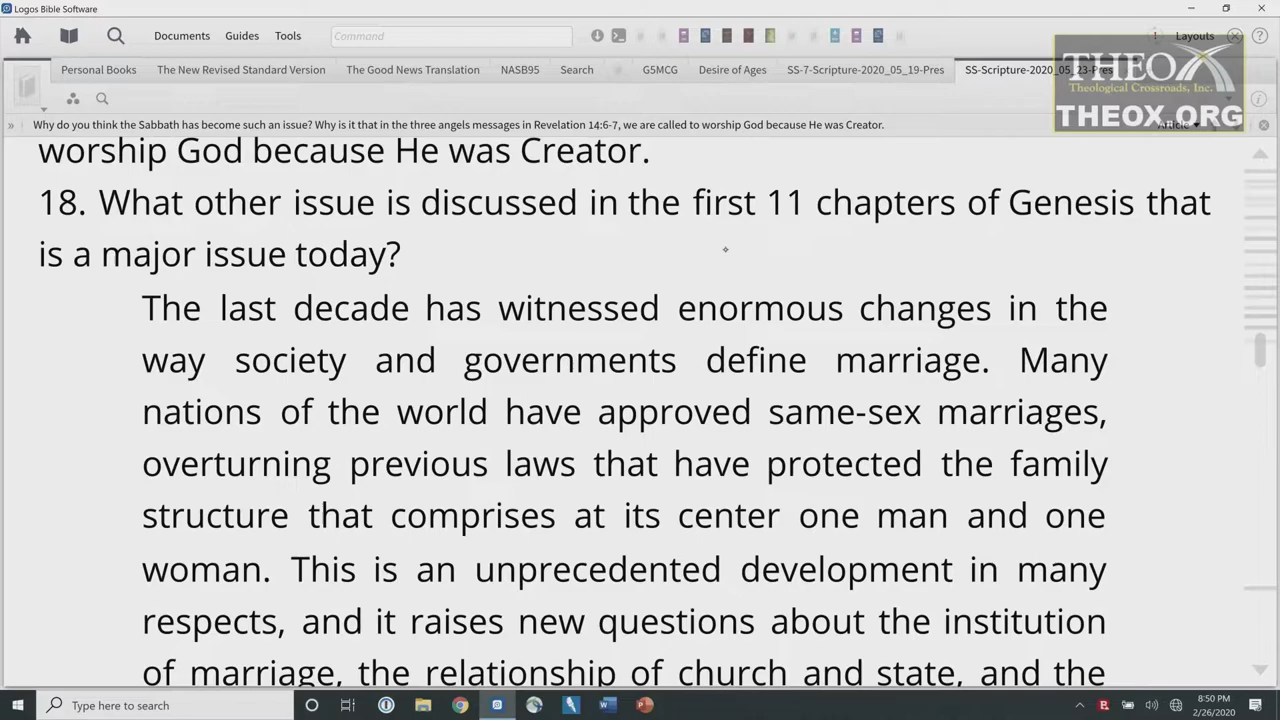 Logos Bible Software
Documents Guides Tools Command Layouts
Personal Books The New Revised Standard Version NASB95 Search G5MCG Desire of Ages SS-7-Scripture-2020_05_19-Pres SS-Scripture-2020_05_23-Pres
THEOX
Theological Crossroads, Inc.
THEOX.ORG
Why do you think the Sabbath has become such an issue? Why is it that in the three angels messages in Revelation 14:6-7, we are called to worship God because He was Creator.
worship God because He was Creator.
18. What other issue is discussed in the first 11 chapters of Genesis that
is a major issue today?
The last decade has witnessed enormous changes in the
way society and governments define marriage. Many
nations of the world have approved same-sex marriages,
overturning previous laws that have protected the family
structure that comprises at its center one man and one
woman. This is an unprecedented development in many
respects, and it raises new questions about the institution
of marriage, the relationship of church and state, and the
Type here to search
8:50 PM
2/26/2020